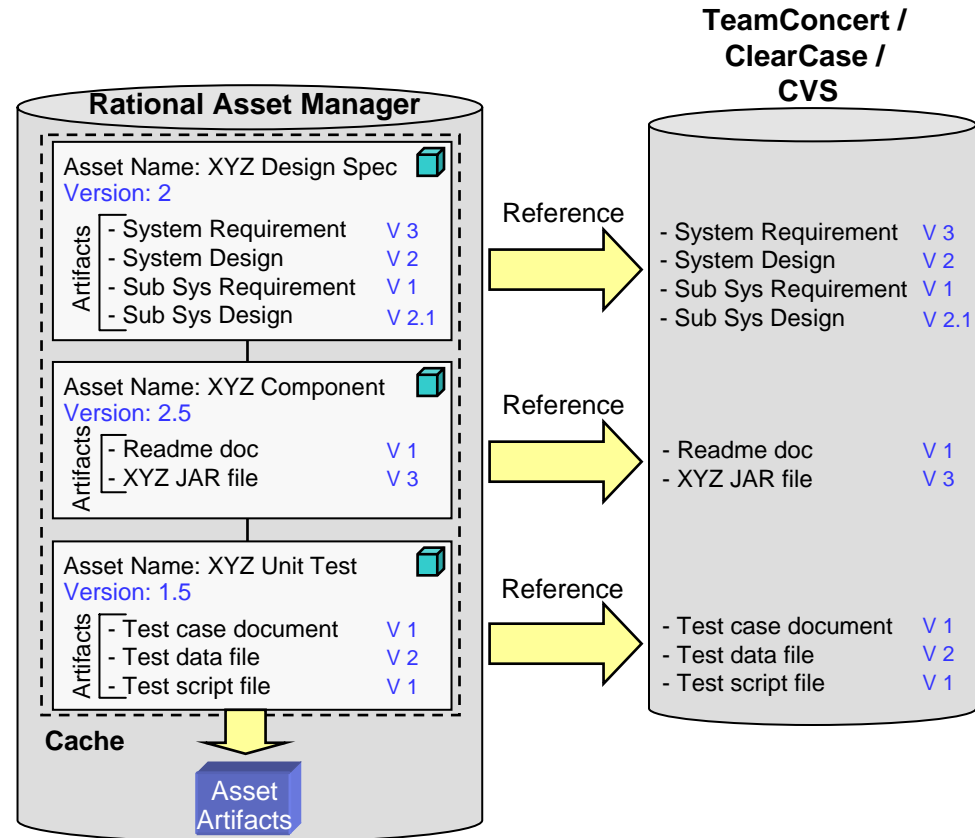 TeamConcert /
ClearCase /
CVS
Rational Asset Manager
Asset Name: XYZ Design Spec
Version: 2
Artifacts
- System Requirement V 3
- System Design V 2
- Sub Sys Requirement V 1
- Sub Sys Design V 2.1
Reference
- System Requirement V 3
- System Design V 2
- Sub Sys Requirement V 1
- Sub Sys Design V 2.1
Asset Name: XYZ Component
Version: 2.5
Artifacts
- Readme doc V 1
- XYZ JAR file V 3
Reference
- Readme doc V 1
- XYZ JAR file V 3
Asset Name: XYZ Unit Test
Version: 1.5
Artifacts
- Test case document V 1
- Test data file V 2
- Test script file V 1
Reference
- Test case document V 1
- Test data file V 2
- Test script file V 1
Cache
Asset
Artifacts